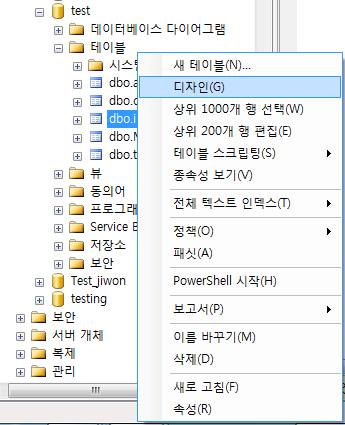 test
데이터베이스 다이어그램
테이블
시스템
dbo.a
dbo.
dbo.i
dbo.M
dbo.t
뷰
동의어
프로그래
Service B
저장소
보안
Test_jiwon
testing
보안
서버 개체
복제
관리
새 테이블(N)...
디자인(G)
상위 1000개 행 선택(W)
상위 200개 행 편집(E)
테이블 스크립팅(S)
종속성 보기(V)
전체 텍스트 인덱스(T)
정책(O)
패싯(A)
PowerShell 시작(H)
보고서(P)
이름 바꾸기(M)
삭제(D)
새로 고침(F)
속성(R)